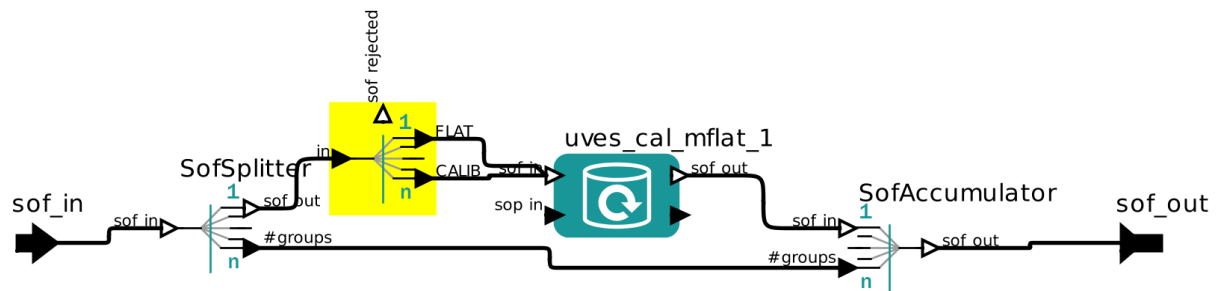 sof_in
sof in
SofSplitter
1
sof out
#groups
n
in
sof rejected
1
FLAT
CALIB
n
uves_cal_mflat_1
sof in
sop in
sof out
SofAccumulator
sof in
1
#groups
n
sof out
sof_out